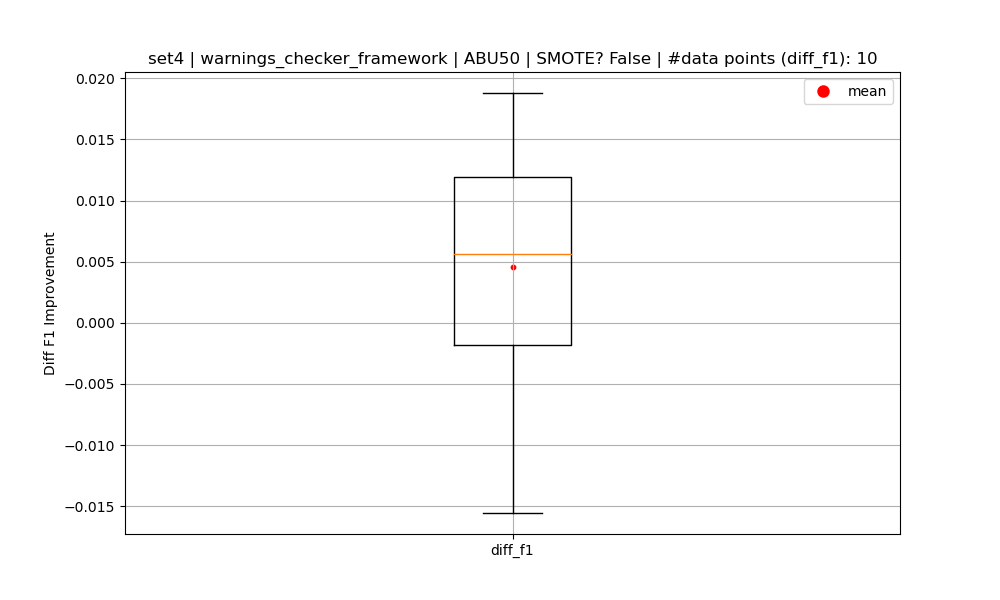 set4 | warnings_checker_framework | ABU50 | SMOTE? False | #data points (diff_f1): 10
mean
0.020
0.015
0.010
0.005
0.000
−0.005
−0.010
−0.015
Diff F1 Improvement
diff_f1